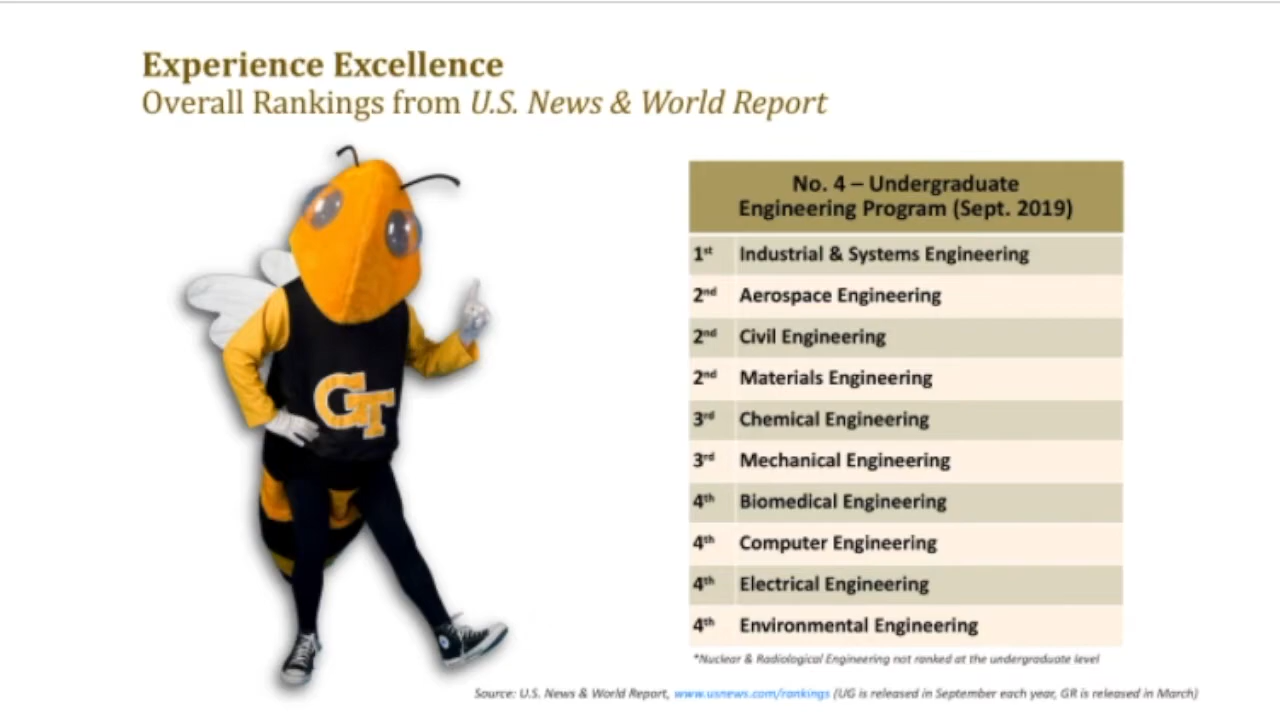 Experience Excellence
Overall Rankings from U.S. News & World Report
GT
No. 4 – Undergraduate
Engineering Program (Sept. 2019)
1st Industrial & Systems Engineering
2nd Aerospace Engineering
2nd Civil Engineering
2nd Materials Engineering
3rd Chemical Engineering
3rd Mechanical Engineering
4th Biomedical Engineering
4th Computer Engineering
4th Electrical Engineering
4th Environmental Engineering
*Nuclear & Radiological Engineering not ranked at the undergraduate level
Source: U.S. News & World Report, www.usnews.com/rankings (UG is released in September each year, GR is released in March)